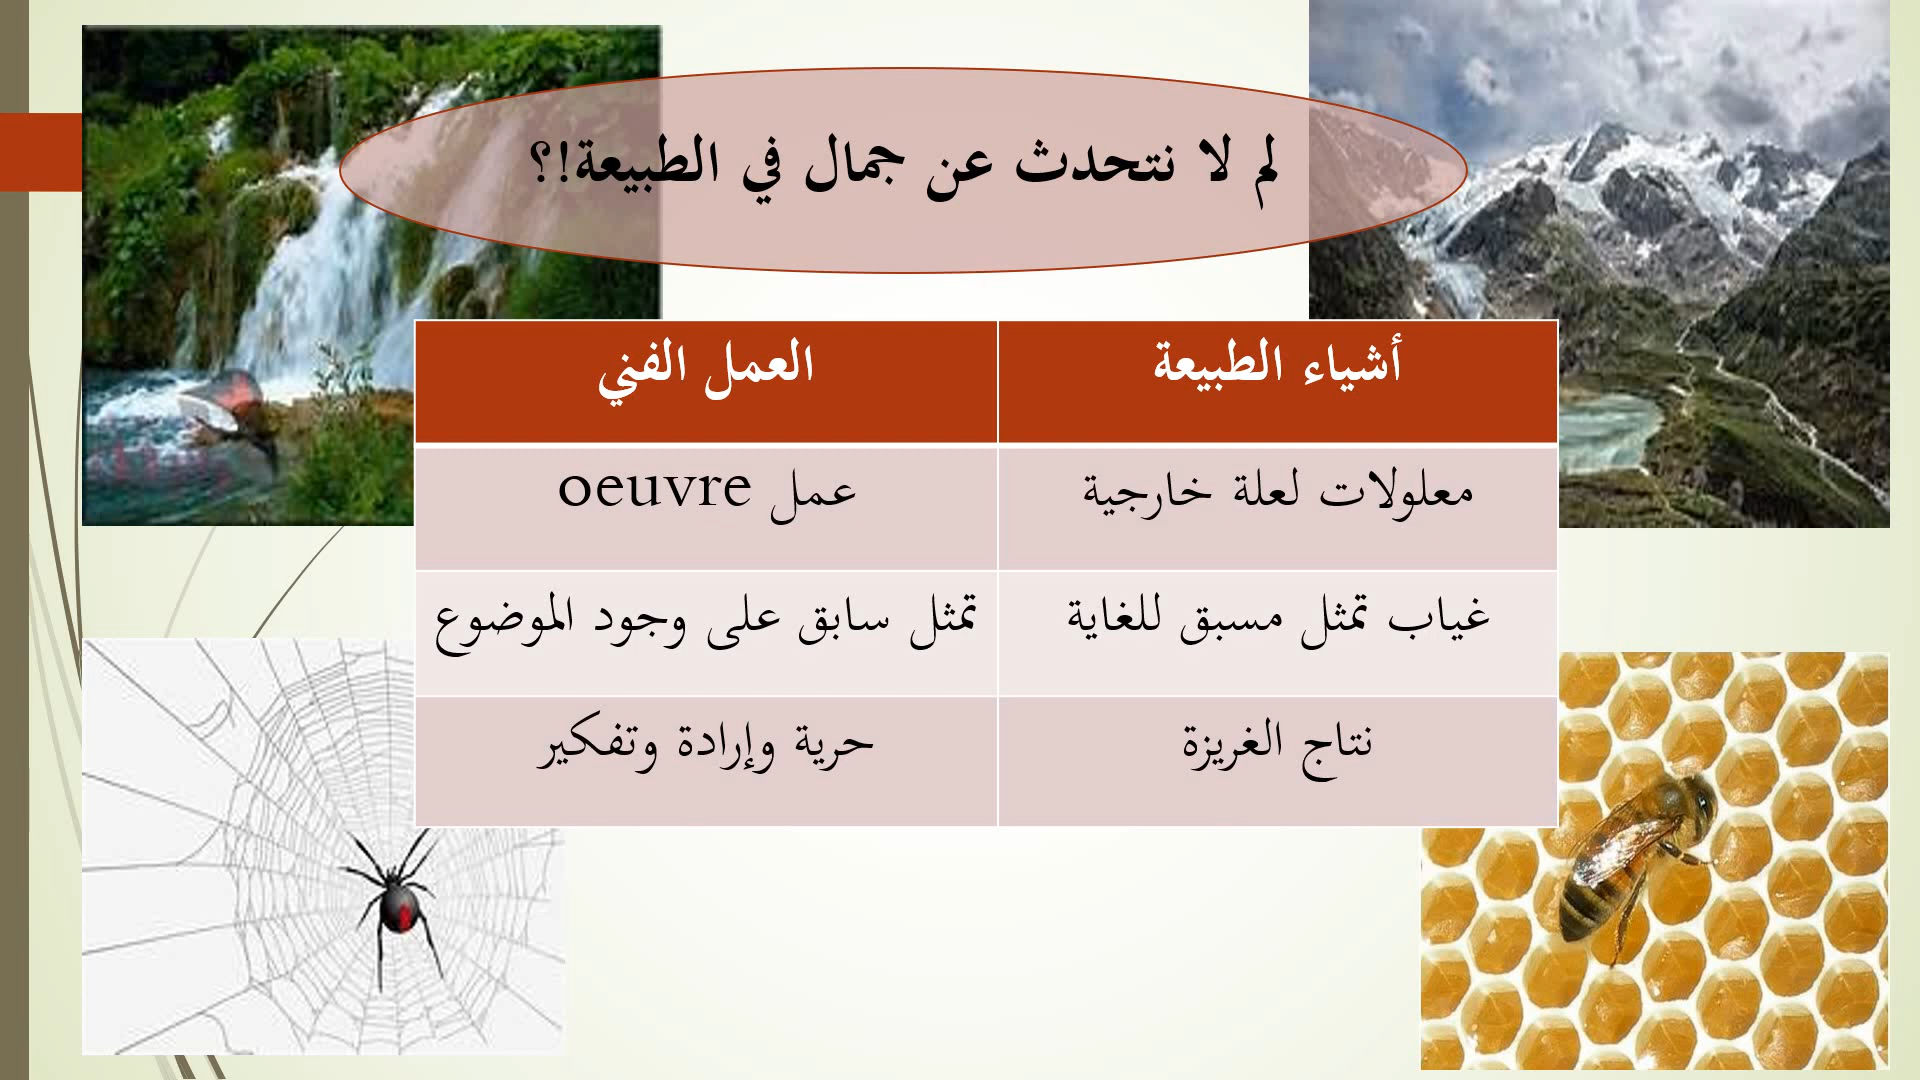 لم لا نتحدث عن جمال في الطبيعة!؟
أشياء الطبيعة
العمل الفني
معلولات لعلة خارجية
عمل oeuvre
غياب تمثل مسبق للغاية
تمثل سابق على وجود الموضوع
نتاج الغريزة
حرية وإرادة وتفكير